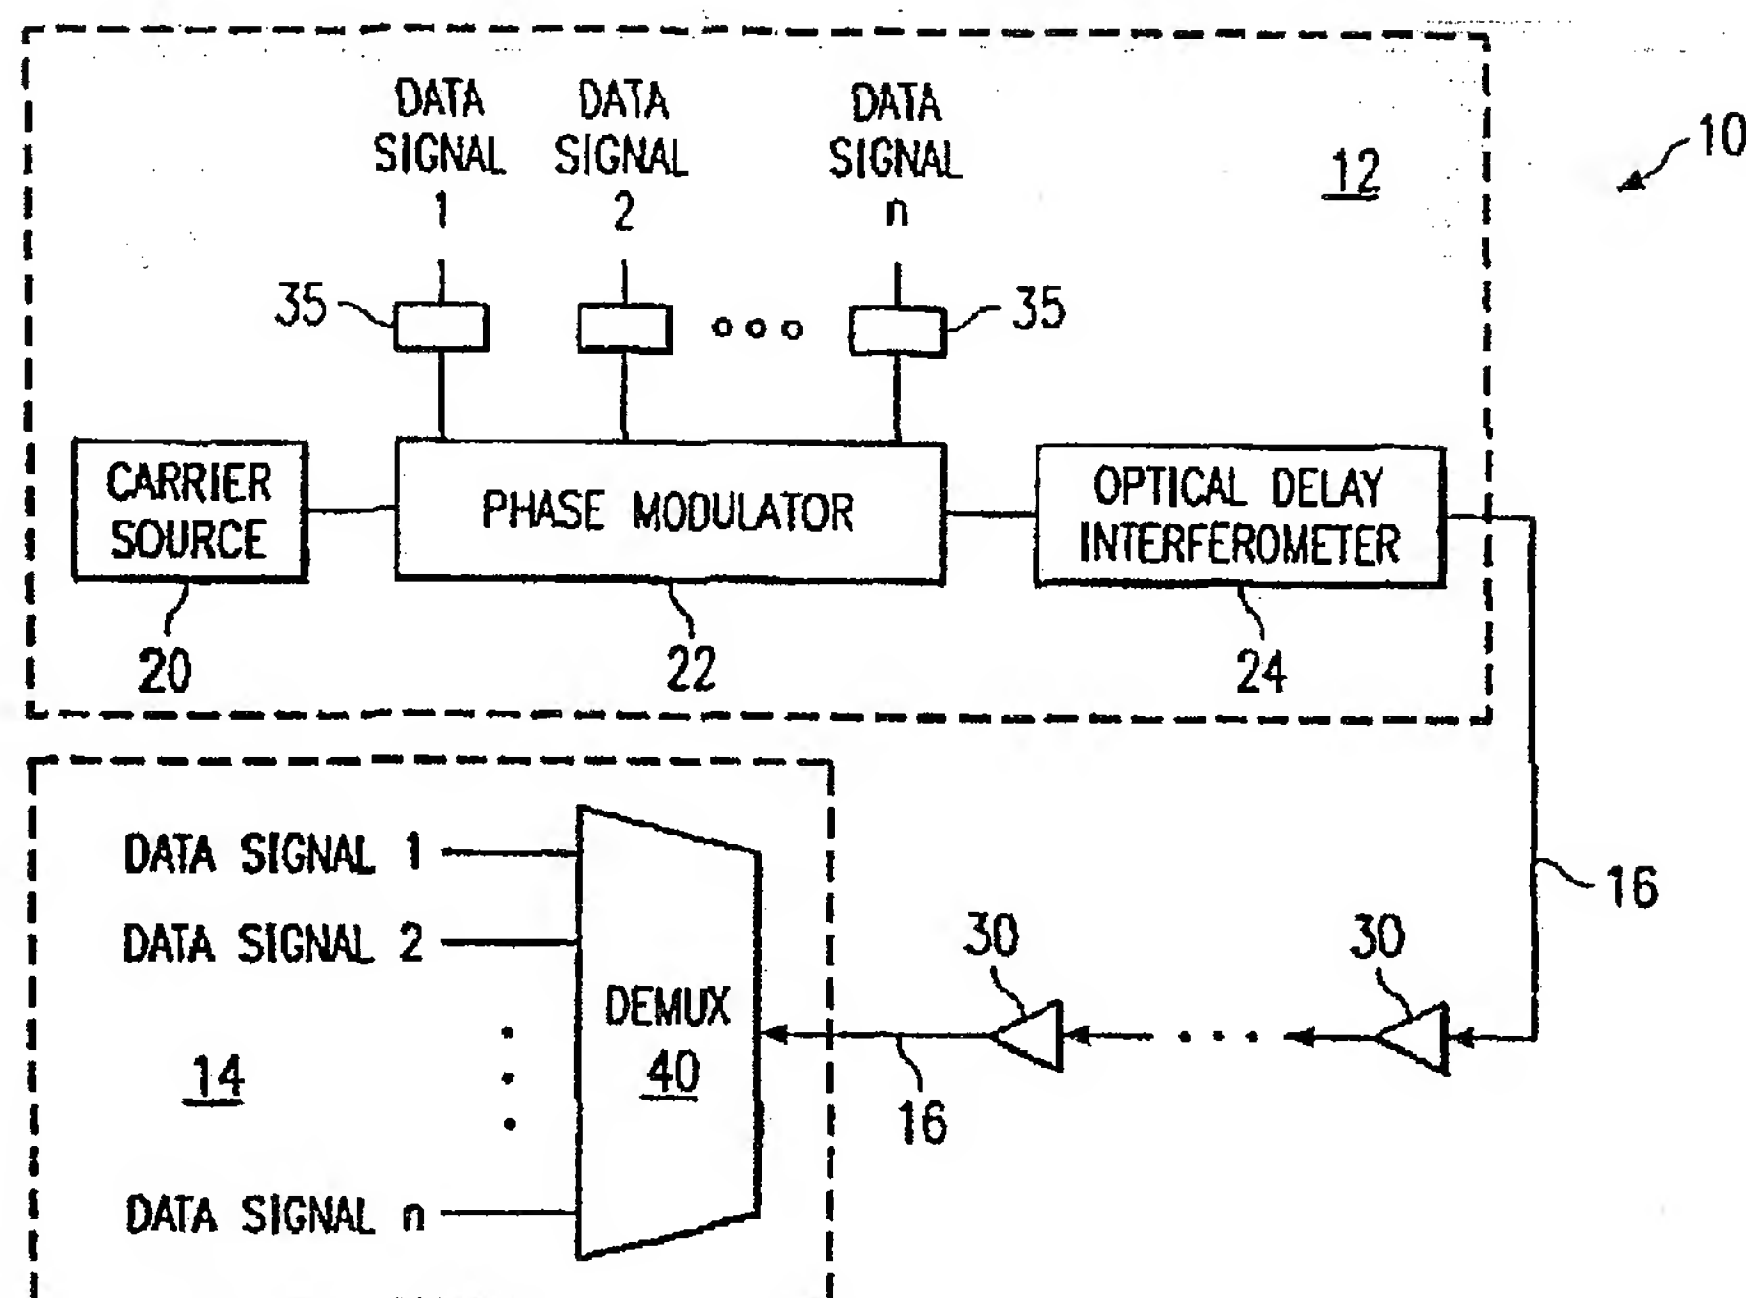 DATA SIGNAL 1
DATA SIGNAL 2
DATA SIGNAL n
12
10
35
35
CARRIER SOURCE
PHASE MODULATOR
OPTICAL DELAY INTERFEROMETER
20
22
24
DATA SIGNAL 1
DATA SIGNAL 2
DATA SIGNAL n
14
DEMUX
40
30
30
16
16